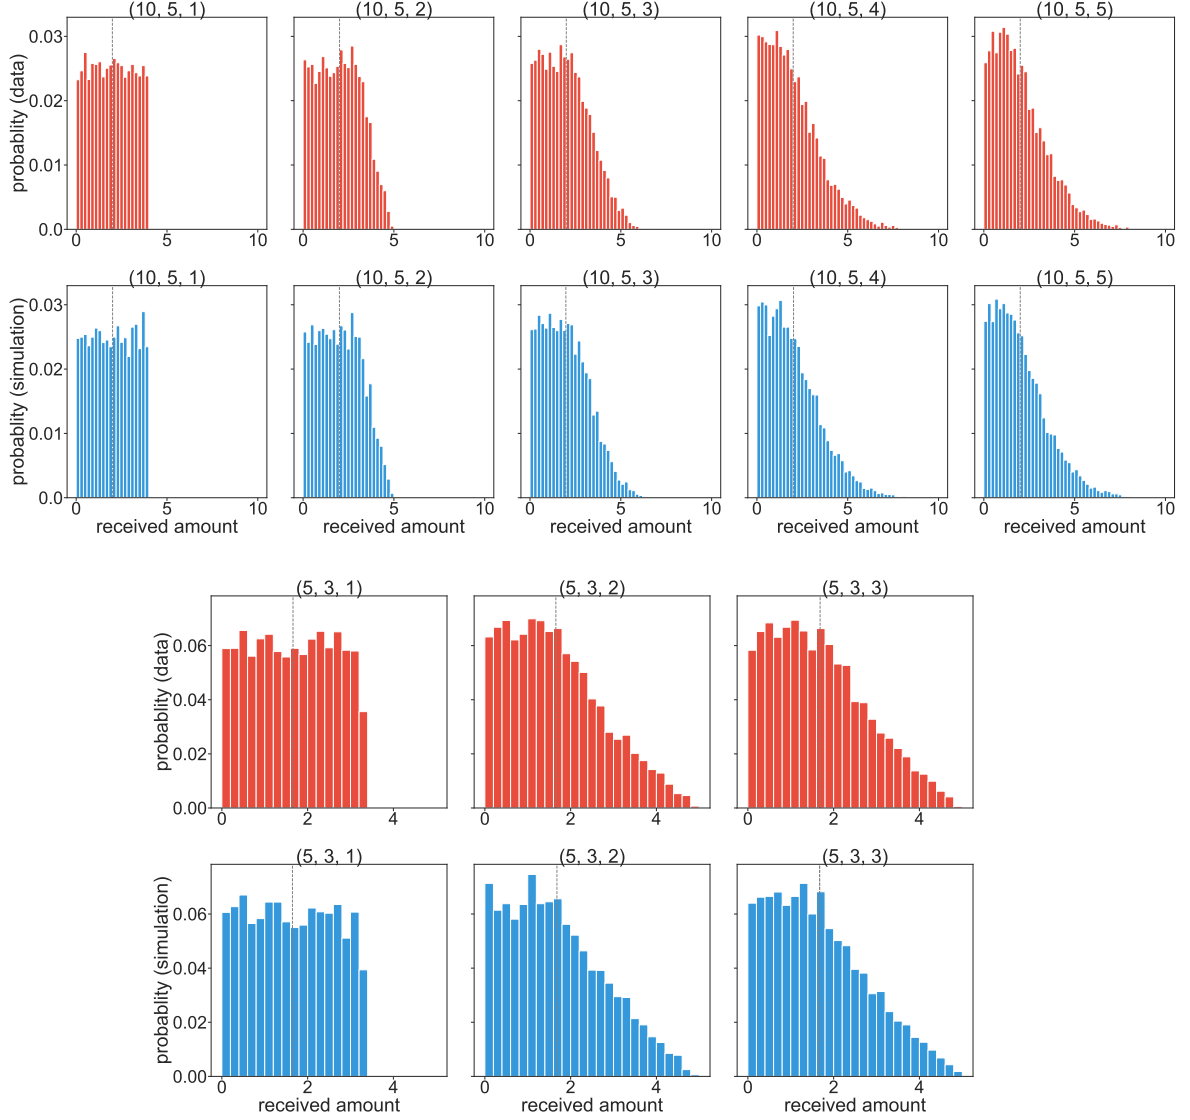 (10, 5, 1) (10, 5, 2) (10, 5, 3) (10, 5, 4) (10, 5, 5)
probablity (data)
0.03
0.02
0.01
0.0
0 5 10 0 5 10 0 5 10 0 5 10 0 5 10
(10, 5, 1) (10, 5, 2) (10, 5, 3) (10, 5, 4) (10, 5, 5)
probablity (simulation)
0.03
0.02
0.01
0.0
0 5 10 0 5 10 0 5 10 0 5 10 0 5 10
received amount received amount received amount received amount received amount
(5, 3, 1) (5, 3, 2) (5, 3, 3)
probablity (data)
0.06
0.04
0.02
0.00
0 2 4 0 2 4 0 2 4
(5, 3, 1) (5, 3, 2) (5, 3, 3)
probablity (simulation)
0.06
0.04
0.02
0.00
0 2 4 0 2 4 0 2 4
received amount received amount received amount